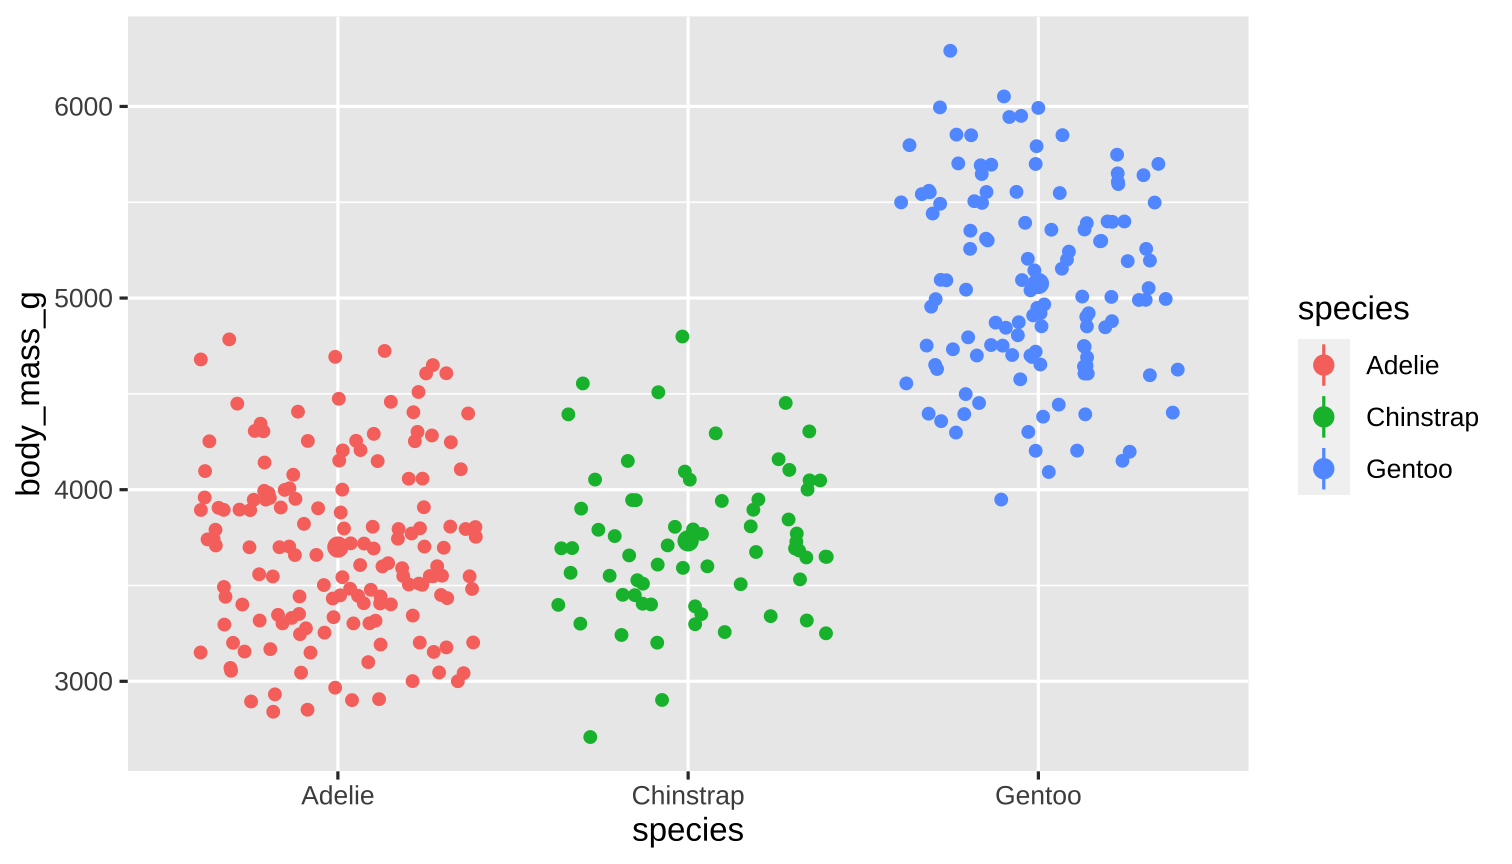 body_mass_g
6000
5000
4000
3000
Adelie
Chinstrap
Gentoo
species
species
Adelie
Chinstrap
Gentoo